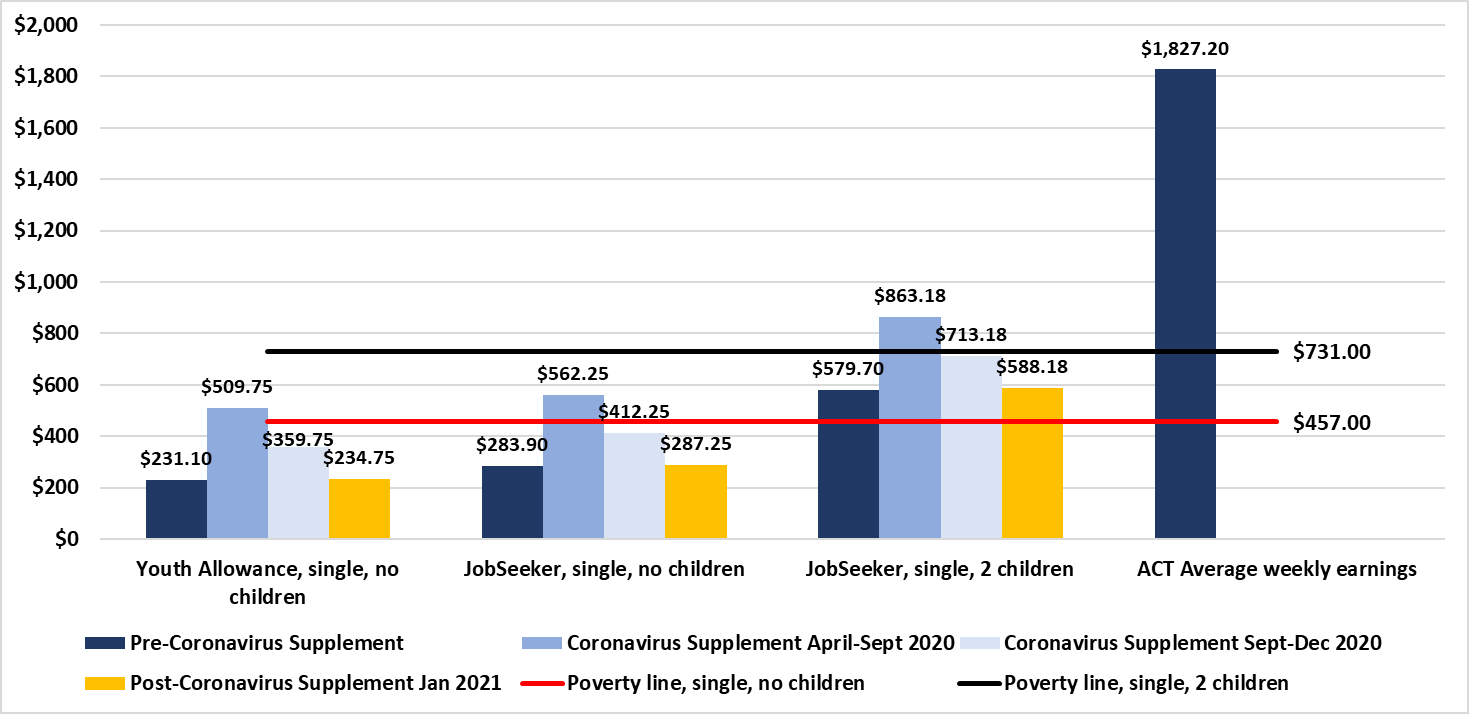 $2,000
$1,800
$1,600
$1,400
$1,200
$1,000
$800
$600
$400
$200
$0
$231.10
$509.75
$359.75
$234.75
$283.90
$562.25
$412.25
$287.25
$579.70
$863.18
$713.18
$588.18
$1,827.20
$731.00
$457.00
Youth Allowance, single, no
children
JobSeeker, single, no children
JobSeeker, single, 2 children
ACT Average weekly earnings
Pre-Coronavirus Supplement
Coronavirus Supplement April-Sept 2020
Coronavirus Supplement Sept-Dec 2020
Post-Coronavirus Supplement Jan 2021
Poverty line, single, no children
Poverty line, single, 2 children